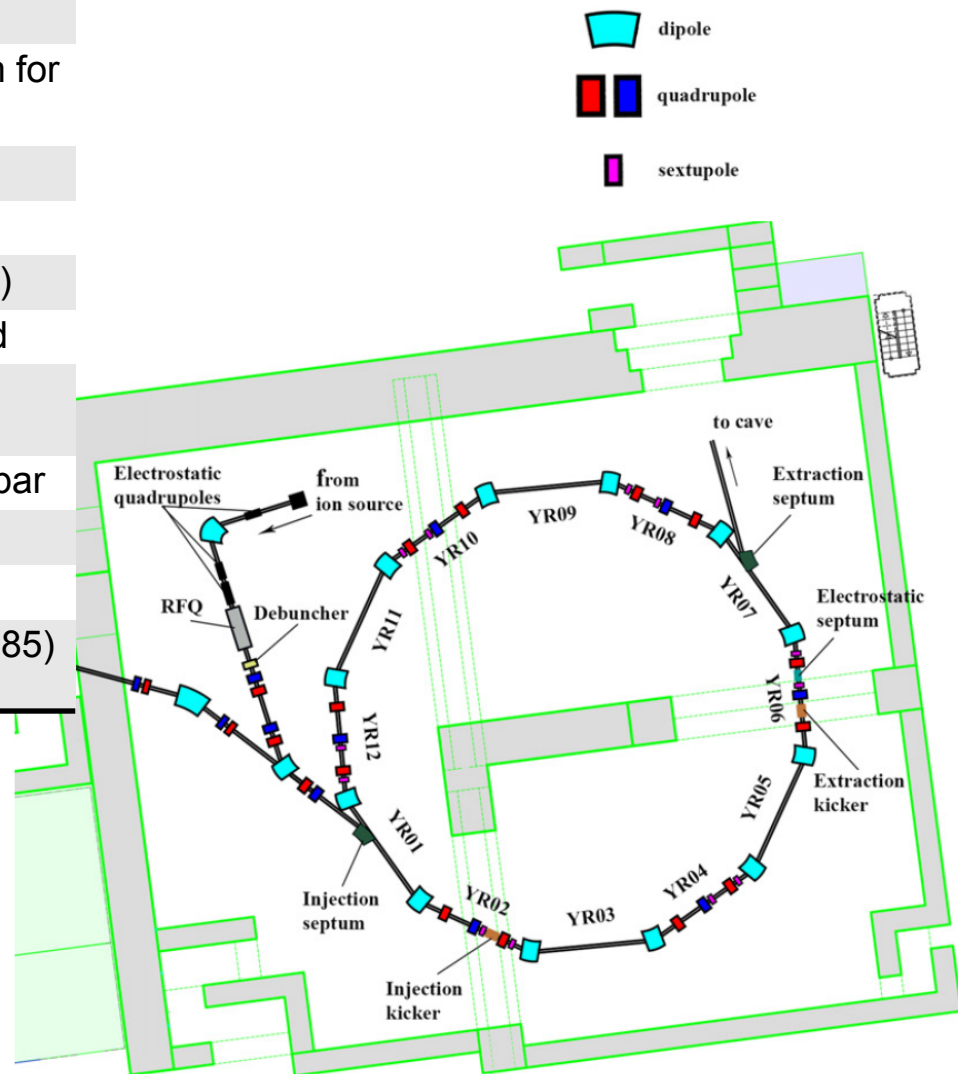 n for
)
d
bar
85)
dipole
quadrupole
sextupole
to cave
Extraction
septum
Electrostatic
quadrupoles
from
ion source
YR09
YR08
YR10
YR07
YR11
Electrostatic
septum
RFQ
Debuncher
YR06
YR12
Extraction
kicker
YR05
YR01
YR04
YR02
YR03
Injection
septum
Injection
kicker